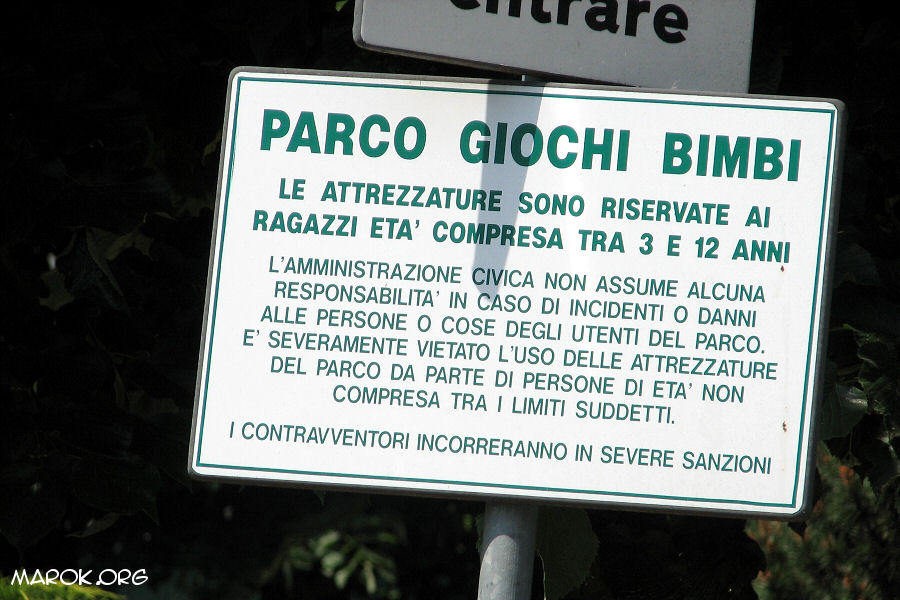 entrare
PARCO GIOCHI BIMBI
LE ATTREZZATURE SONO RISERVATE AI
RAGAZZI ETA' COMPRESA TRA 3 E 12 ANNI
L'AMMINISTRAZIONE CIVICA NON ASSUME ALCUNA
RESPONSABILITA' IN CASO DI INCIDENTI O DANNI
ALLE PERSONE O COSE DEGLI UTENTI DEL PARCO.
E' SEVERAMENTE VIETATO L'USO DELLE ATTREZZATURE
DEL PARCO DA PARTE DI PERSONE DI ETA' NON
COMPRESA TRA I LIMITI SUDDETTI.
I CONTRAVVENTORI INCORRERANNO IN SEVERE SANZIONI
MAROK.ORG